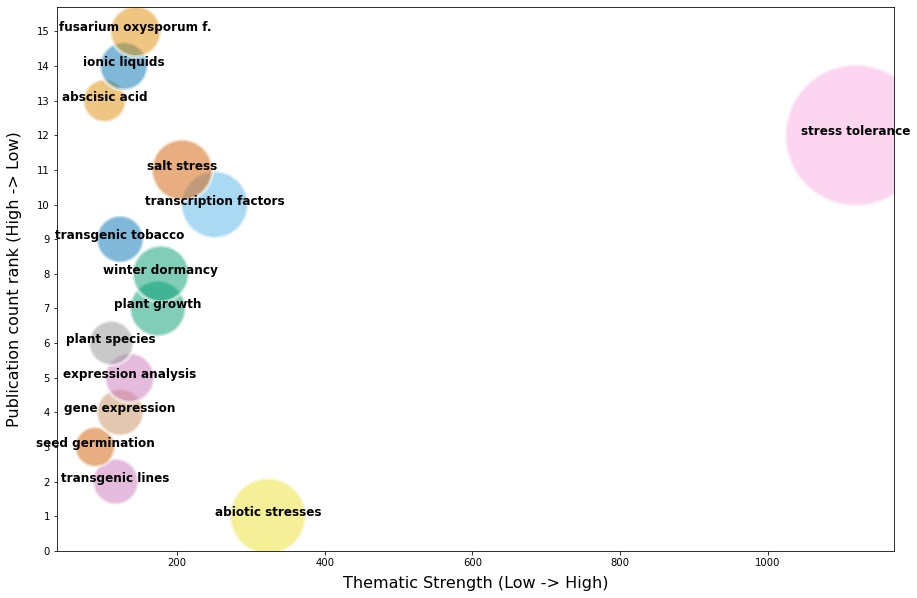 Publication count rank (High -> Low)
15
14
13
12
11
10
9
8
7
6
5
4
3
2
1
0
fusarium oxysporum f.
ionic liquids
abscisic acid
stress tolerance
salt stress
transcription factors
transgenic tobacco
winter dormancy
plant growth
plant species
expression analysis
gene expression
seed germination
transgenic lines
abiotic stresses
200 400 600 800 1000
Thematic Strength (Low -> High)